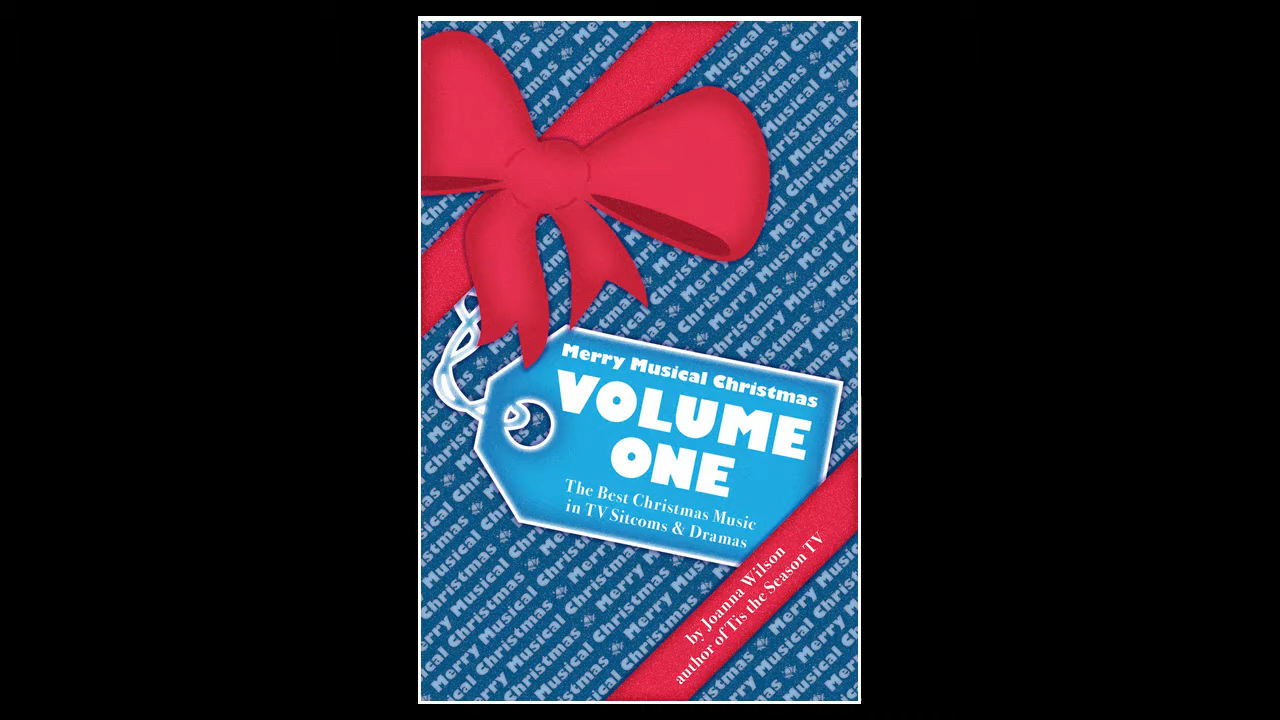 Merry Musical Christmas
VOLUME
ONE
The Best Christmas Music
in TV Sitcoms & Dramas
by Joanna Wilson
author of Tis the Season TV